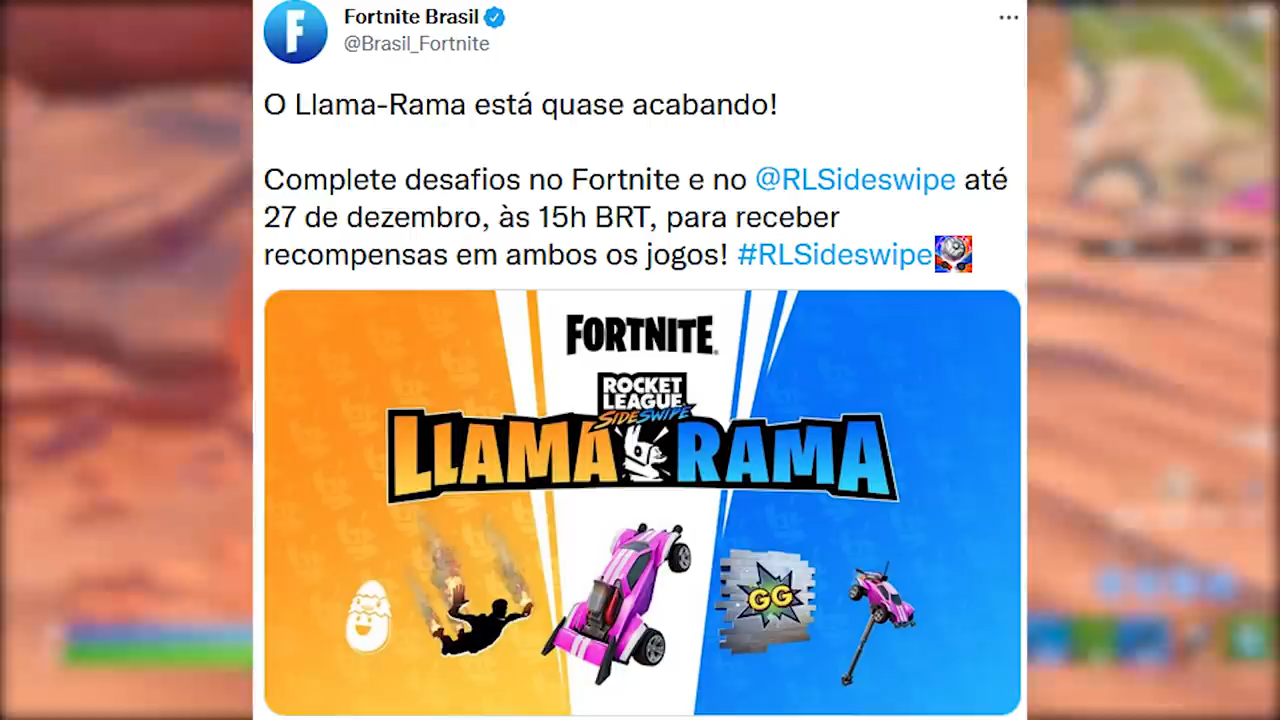 Fortnite Brasil
@Brasil_Fortnite
O Llama-Rama está quase acabando!
Complete desafios no Fortnite e no @RLSideswipe até
27 de dezembro, às 15h BRT, para receber
recompensas em ambos os jogos! #RLSideswipe
FORTNITE
ROCKET
LEAGUE
SIDESWIPE
LLAMA RAMA
GG